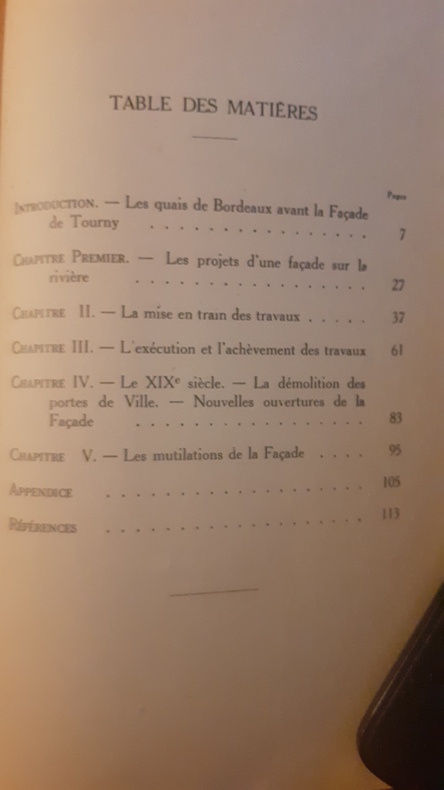 TABLE DES MATIÈRES
Pages
INTRODUCTION. — Les quais de Bordeaux avant la Façade
de Tourny . . . . . . . . . . . . . . . . 7
CHAPITRE PREMIER. — Les projets d'une façade sur la
rivière . . . . . . . . . . . . . . . . . 27
CHAPITRE II. — La mise en train des travaux . . . . . 37
CHAPITRE III. — L'exécution et l'achèvement des travaux 61
CHAPITRE IV. — Le XIXe siècle. — La démolition des
portes de Ville. — Nouvelles ouvertures de la
Façade . . . . . . . . . . . . . . . . . 83
CHAPITRE V. — Les mutilations de la Façade . . . . 95
APPENDICE . . . . . . . . . . . . . . . . . . 105
RÉFÉRENCES . . . . . . . . . . . . . . . . . . 113